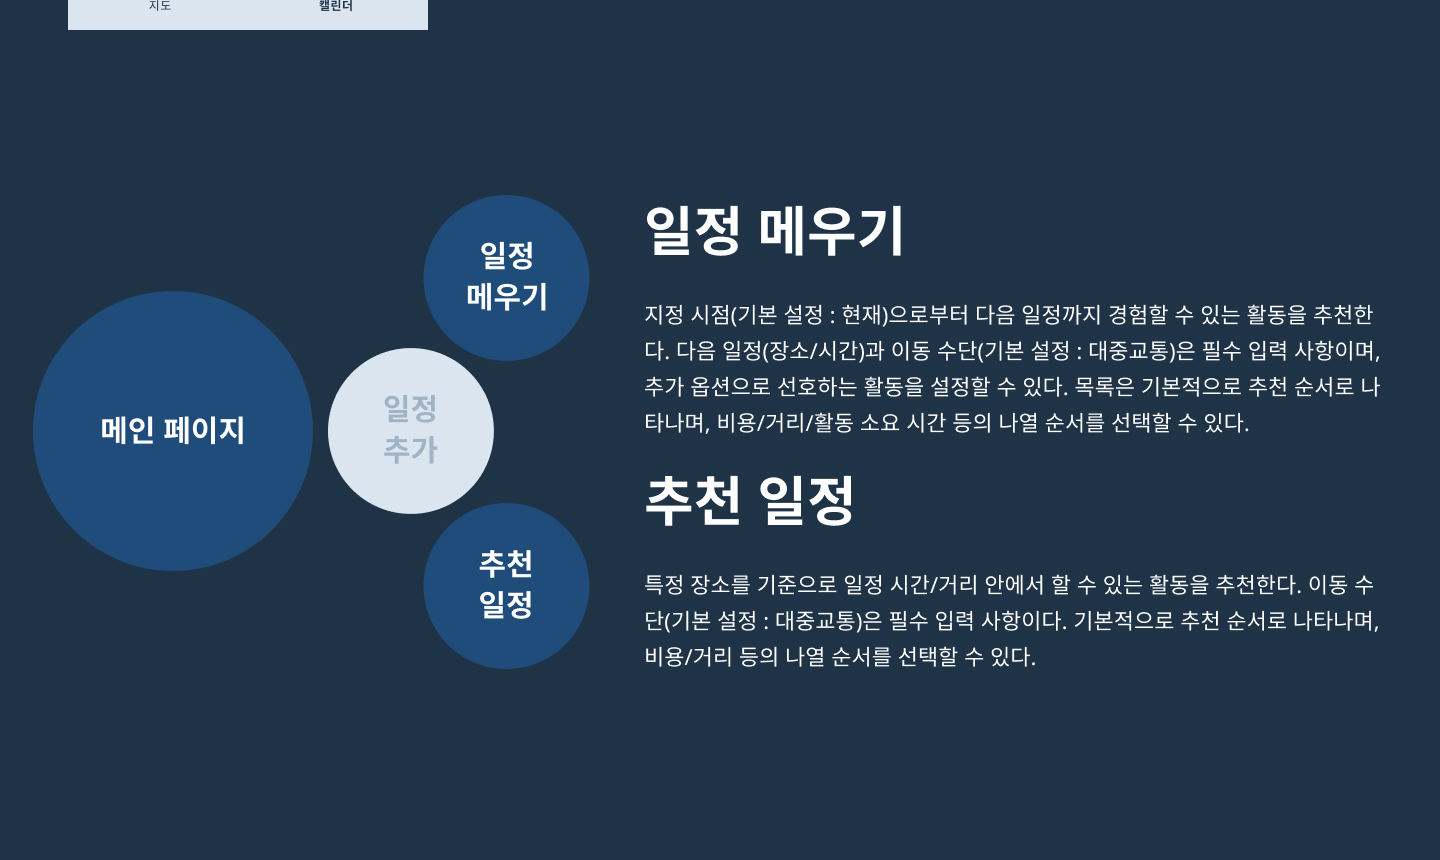 지도
캘린더
일정
메우기
메인 페이지
일정
추가
추천
일정
일정 메우기
지정 시점(기본 설정 : 현재)으로부터 다음 일정까지 경험할 수 있는 활동을 추천한
다. 다음 일정(장소/시간)과 이동 수단(기본 설정 : 대중교통)은 필수 입력 사항이며,
추가 옵션으로 선호하는 활동을 설정할 수 있다. 목록은 기본적으로 추천 순서로 나
타나며, 비용/거리/활동 소요 시간 등의 나열 순서를 선택할 수 있다.
추천 일정
특정 장소를 기준으로 일정 시간/거리 안에서 할 수 있는 활동을 추천한다. 이동 수
단(기본 설정 : 대중교통)은 필수 입력 사항이다. 기본적으로 추천 순서로 나타나며,
비용/거리 등의 나열 순서를 선택할 수 있다.